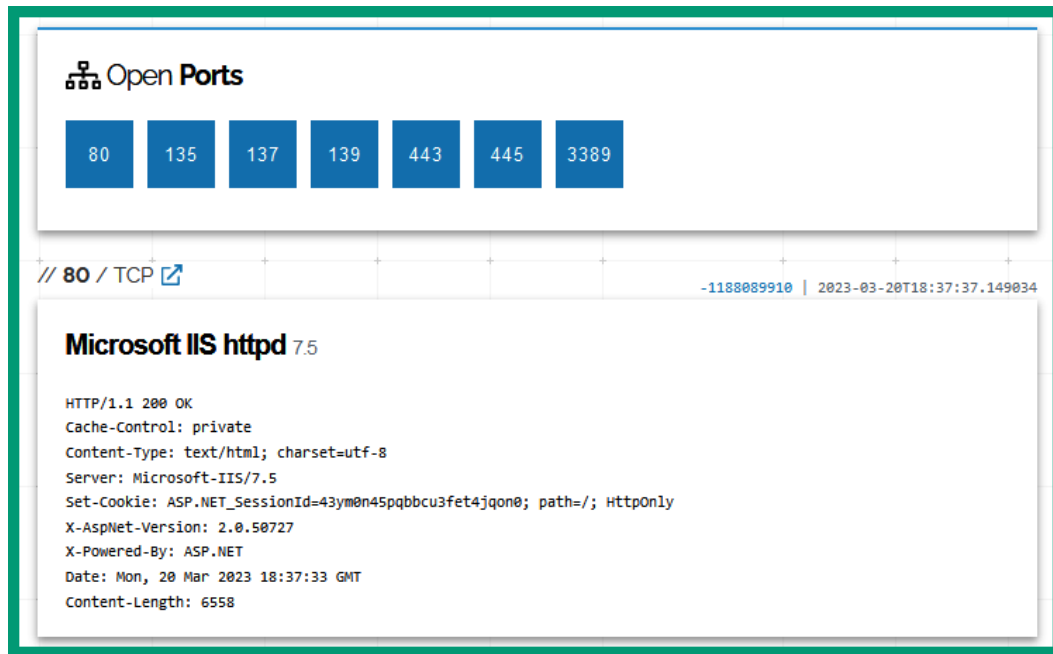 Open Ports
80 135 137 139 443 445 3389
// 80 / TCP
-1188089910 | 2023-03-20T18:37:37.149034
Microsoft IIS httpd 7.5
HTTP/1.1 200 OK
Cache-Control: private
Content-Type: text/html; charset=utf-8
Server: Microsoft-IIS/7.5
Set-Cookie: ASP.NET_SessionId=43ym0n45pqbbcu3fet4jqon0; path=/; HttpOnly
X-AspNet-Version: 2.0.50727
X-Powered-By: ASP.NET
Date: Mon, 20 Mar 2023 18:37:33 GMT
Content-Length: 6558